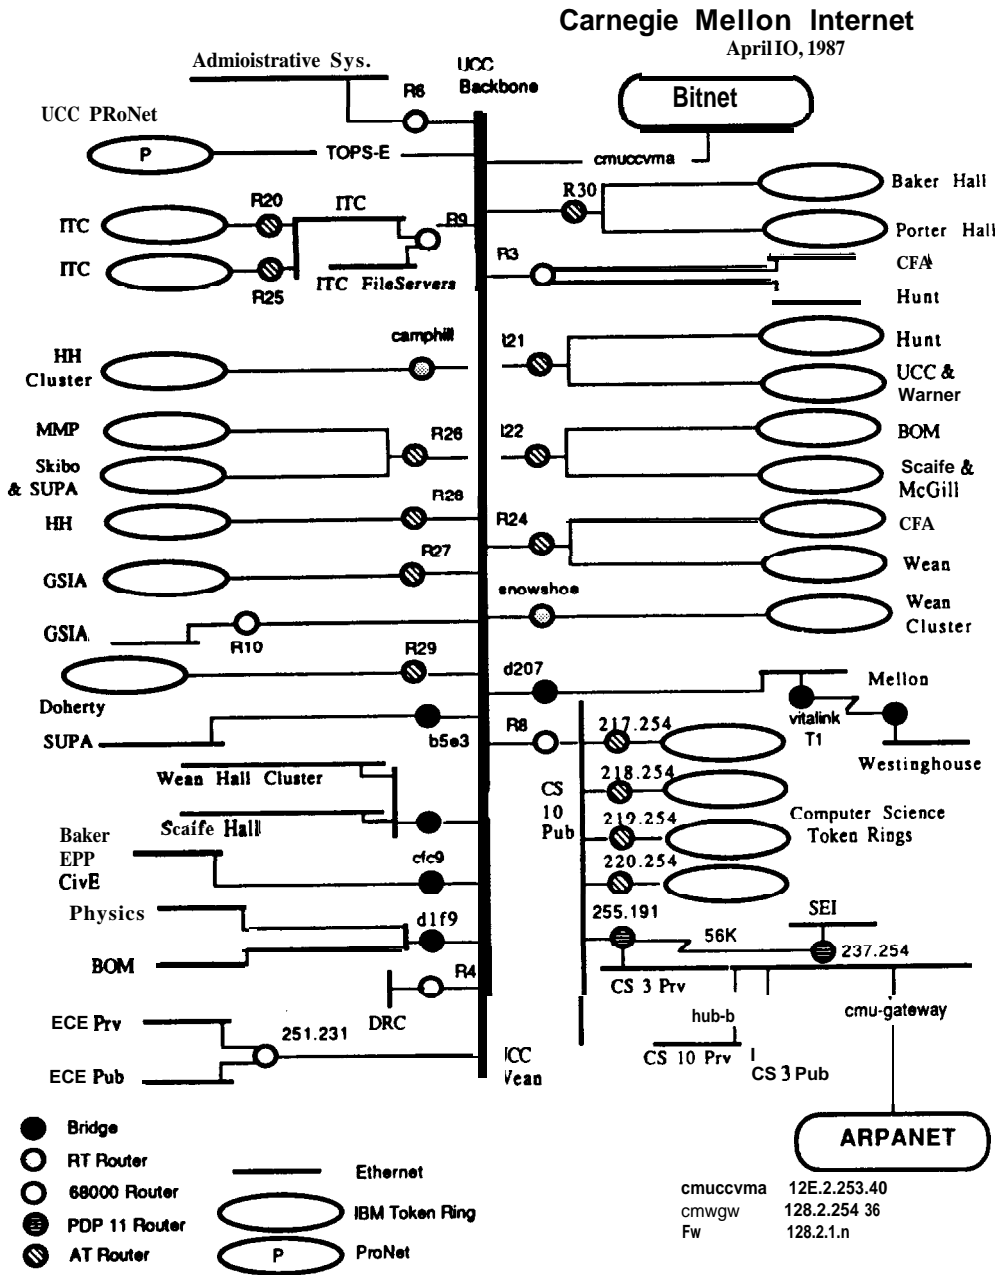 Carnegie Mellon Internet
April IO, 1987
Admioistrative Sys.
UCC
Backbone
R6
Bitnet
UCC PRoNet
P
TOPS-E
cmuccvma
Baker Hall
R30
R20
ITC
ITC
R9
Porter Hall
R3
CFA
ITC
R25
ITC FileServers
Hunt
camphill
R21
Hunt
HH
Cluster
UCC &
Warner
MMP
R26
R22
BOM
Skibo
& SUPA
Scaife &
McGill
R28
HH
R24
CFA
R27
GSIA
Wean
snowshoe
Wean
Cluster
GSIA
R10
R29
d207
Mellon
Doherty
vitalink
T1
SUPA
b5e3
R8
217.254
Westinghouse
Wean Hall Cluster
CS
10
Pub
218.254
Scaife Hall
219.254
Computer Science
Token Rings
Baker
EPP
CivE
cfc9
220.254
Physics
d1f9
255.191
SEI
56K
237.254
BOM
R4
CS 3 Prv
DRC
hub-b
cmu-gateway
ECE Prv
251.231
CS 10 Prv
CS 3 Pub
ECE Pub
UCC
Wean
ARPANET
Bridge
RT Router
68000 Router
PDP 11 Router
AT Router
Ethernet
IBM Token Ring
P
ProNet
cmuccvma 12E.2.253.40
cmwgw 128.2.254 36
Fw 128.2.1.n